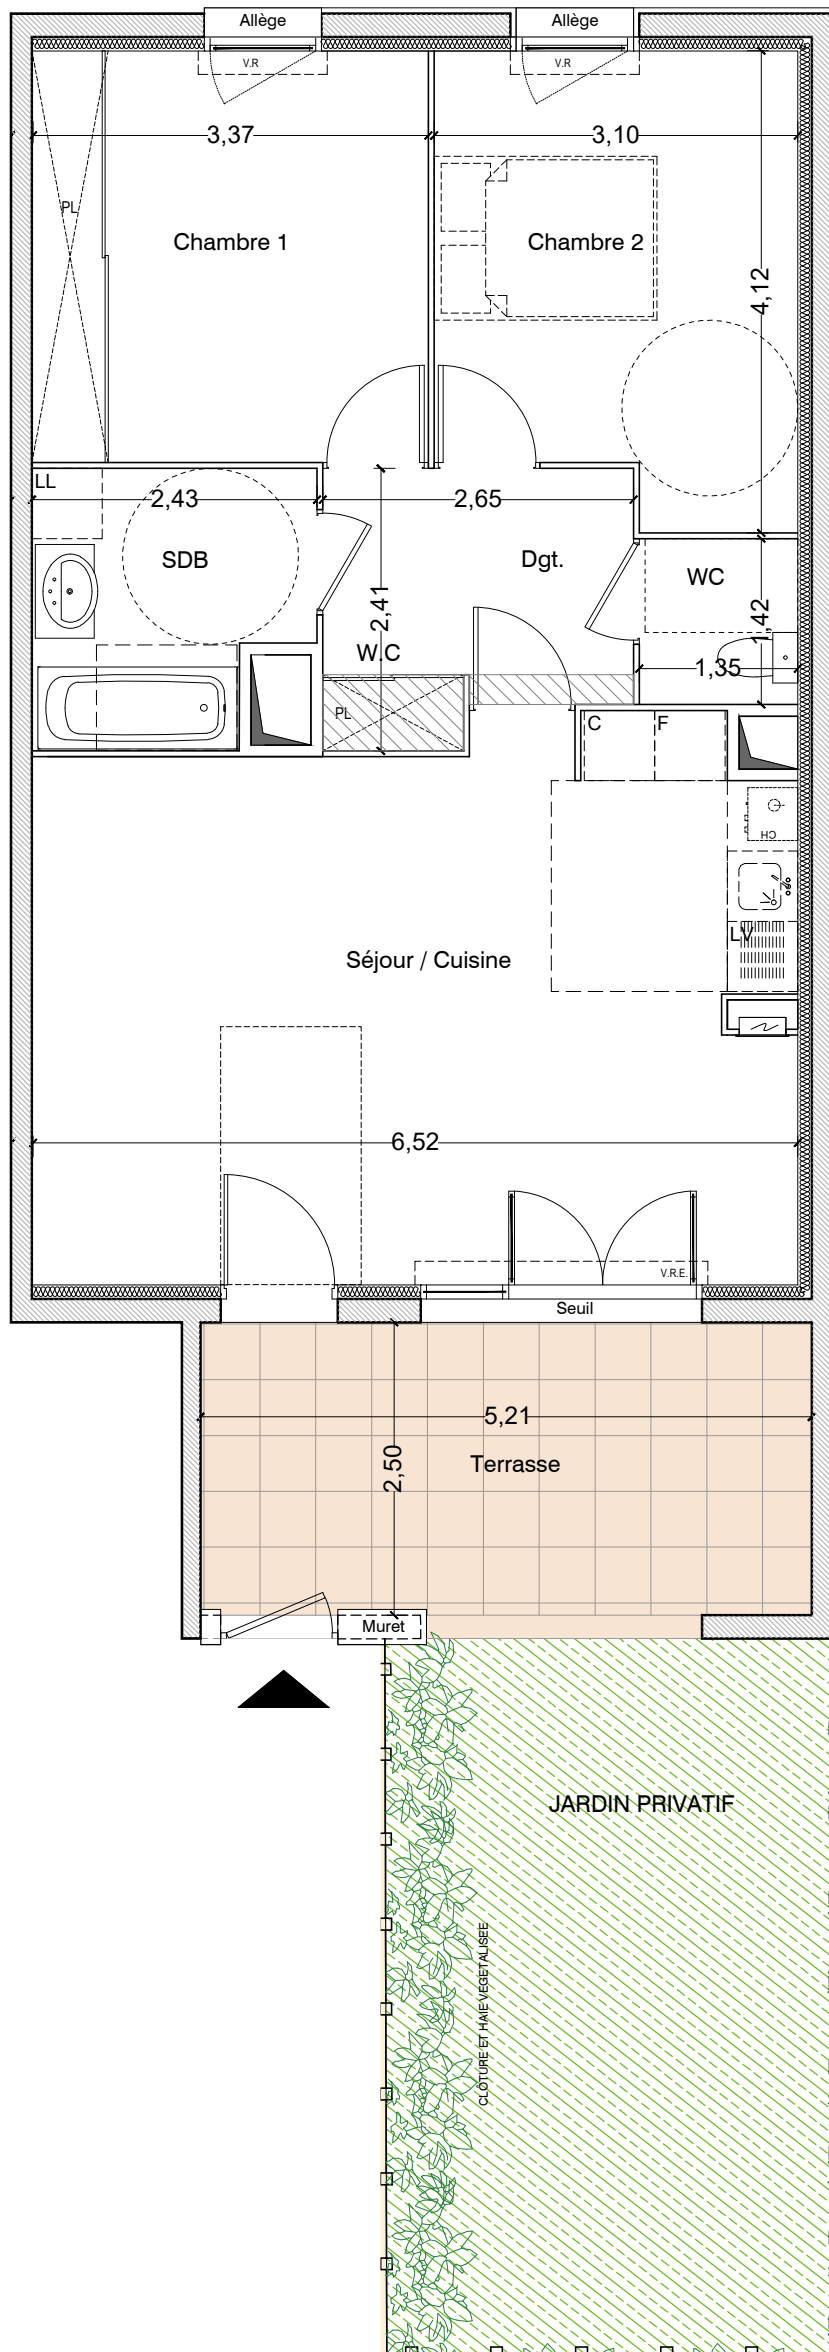 Allège
Allège
V.R
V.R
3,37
3,10
PL
Chambre 1
Chambre 2
4,12
LL
2,43
2,65
SDB
Dgt.
WC
2,41
1,42
W.C
1,35
PL
C
F
CH
LV
Séjour / Cuisine
6,52
V.R.E.
Seuil
5,21
2,50
Terrasse
Muret
JARDIN PRIVATIF
CLÔTURE ET HAIE VEGETALISEE